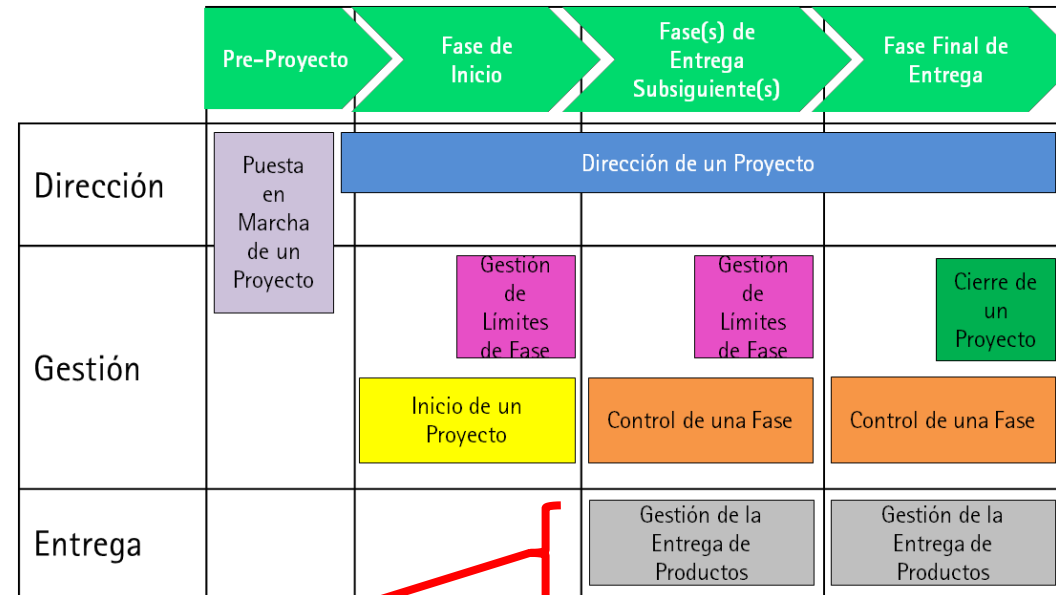 Pre-Proyecto
Fase de
Inicio
Fase(s) de
Entrega
Subsiguiente(s)
Fase Final de
Entrega
Dirección
Puesta
en
Marcha
de un
Proyecto
Dirección de un Proyecto
Gestión
Gestión
de
Límites
de Fase
Gestión
de
Límites
de Fase
Cierre de
un
Proyecto
Inicio de un
Proyecto
Control de una Fase
Control de una Fase
Entrega
Gestión de la
Entrega de
Productos
Gestión de la
Entrega de
Productos